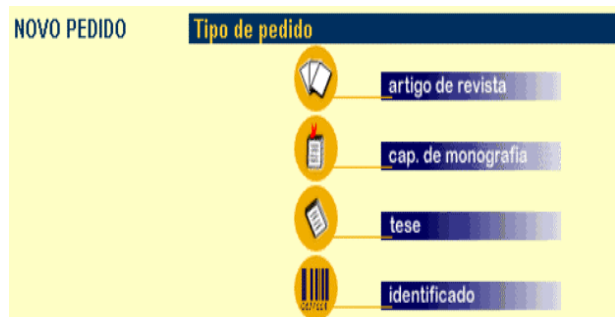 NOVO PEDIDO Tipo de pedido
artigo de revista
cap. de monografia
tese
identificado